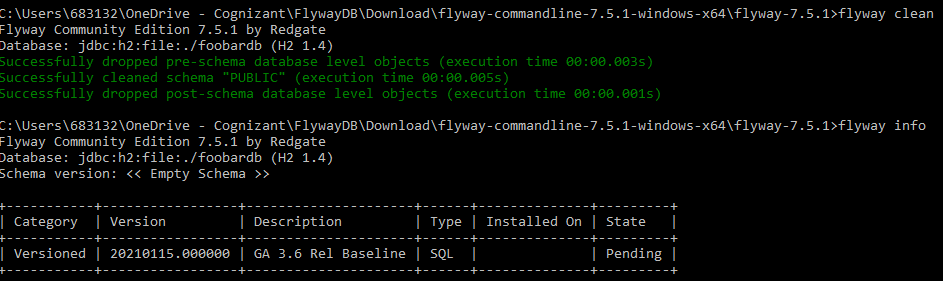 C:\Users\683132\OneDrive - Cognizant\FlywayDB\Download\flyway-commandline-7.5.1-windows-x64\flyway-7.5.1>flyway clean
Flyway Community Edition 7.5.1 by Redgate
Database: jdbc:h2:file:./foobardb (H2 1.4)
Successfully dropped pre-schema database level objects (execution time 00:00.003s)
Successfully cleaned schema "PUBLIC" (execution time 00:00.005s)
Successfully dropped post-schema database level objects (execution time 00:00.001s)
C:\Users\683132\OneDrive - Cognizant\FlywayDB\Download\flyway-commandline-7.5.1-windows-x64\flyway-7.5.1>flyway info
Flyway Community Edition 7.5.1 by Redgate
Database: jdbc:h2:file:./foobardb (H2 1.4)
Schema version: << Empty Schema >>
+-----------+-----------------+----------------------+------+--------------+---------+
| Category | Version | Description | Type | Installed On | State |
+-----------+-----------------+----------------------+------+--------------+---------+
| Versioned | 20210115.000000 | GA 3.6 Rel Baseline | SQL | | Pending |
+-----------+-----------------+----------------------+------+--------------+---------+